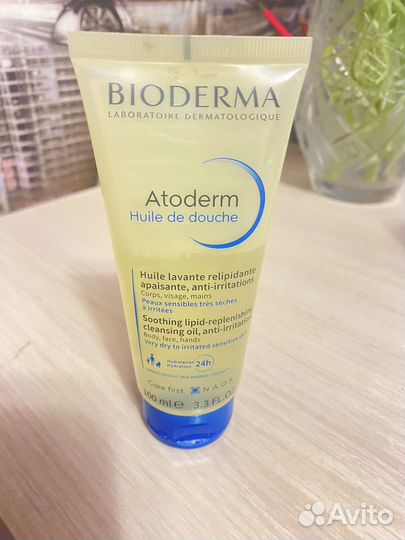 BIODERMA
LABORATOIRE DERMATOLOGIQUE
Atoderm
Huile de douche
Huile lavante relipidante
apaisante, anti-irritations
Corps, visage, mains
Peaux sensibles très sèches
à irritées
Soothing lipid-replenishing
cleansing oil, anti-irritation
Body, face, hands
Very dry to irritated sensitive skin
Hydratation
Hydration
24h
Care first.
NAOS
100 ml e 3.3 Fl.
Avito